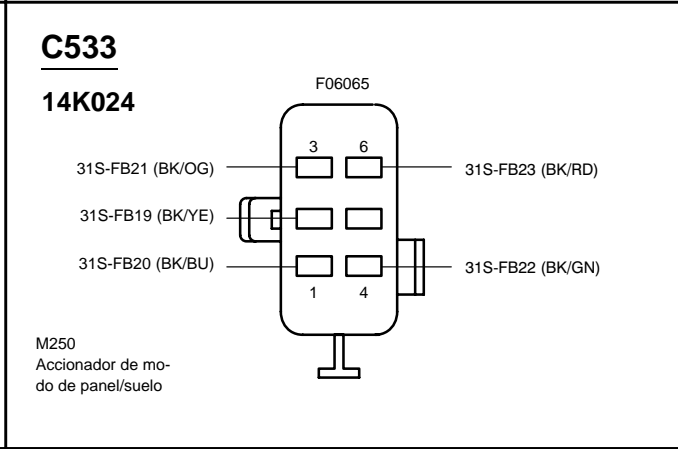 C533
14K024
F06065
3 6
31S-FB21 (BK/OG)
31S-FB23 (BK/RD)
31S-FB19 (BK/YE)
31S-FB20 (BK/BU)
31S-FB22 (BK/GN)
1 4
M250
Accionador de mo-
do de panel/suelo